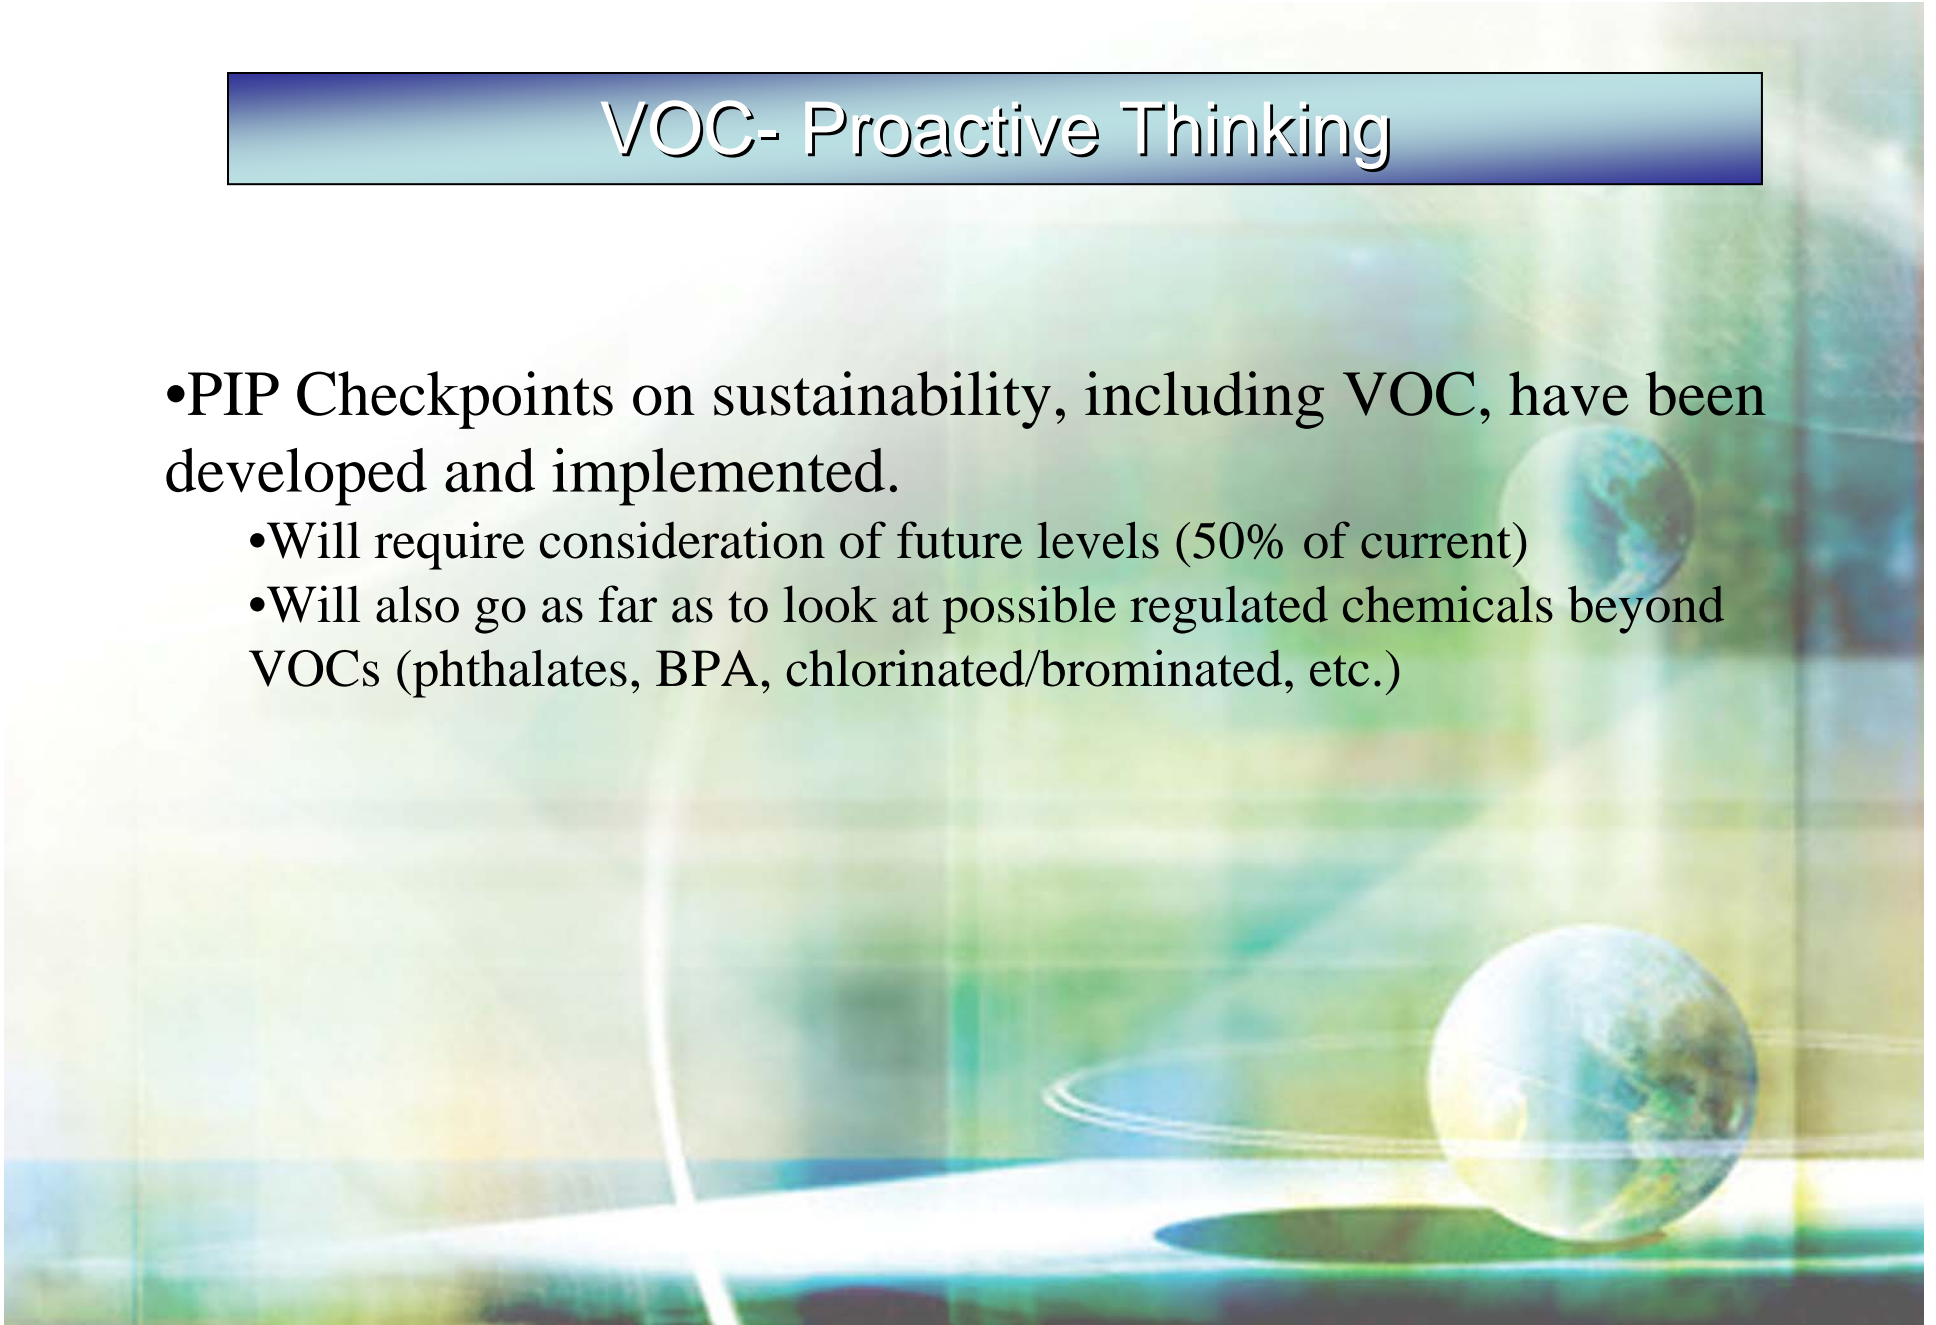 VOC- Proactive Thinking
•PIP Checkpoints on sustainability, including VOC, have been
developed and implemented.
•Will require consideration of future levels (50% of current)
•Will also go as far as to look at possible regulated chemicals beyond
VOCs (phthalates, BPA, chlorinated/brominated, etc.)